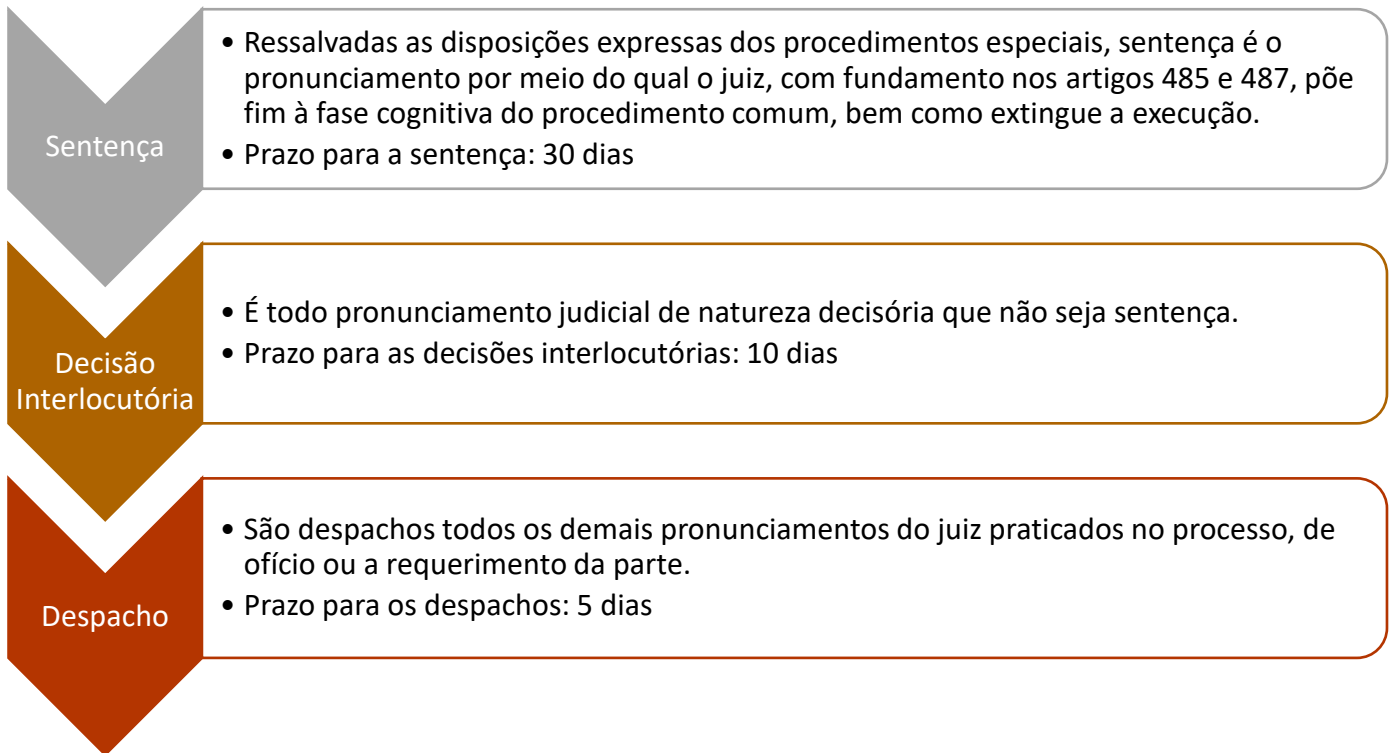 Sentença
• Ressalvadas as disposições expressas dos procedimentos especiais, sentença é o
pronunciamento por meio do qual o juiz, com fundamento nos artigos 485 e 487, põe
fim à fase cognitiva do procedimento comum, bem como extingue a execução.
• Prazo para a sentença: 30 dias
Decisão
Interlocutória
• É todo pronunciamento judicial de natureza decisória que não seja sentença.
• Prazo para as decisões interlocutórias: 10 dias
Despacho
• São despachos todos os demais pronunciamentos do juiz praticados no processo, de
ofício ou a requerimento da parte.
• Prazo para os despachos: 5 dias